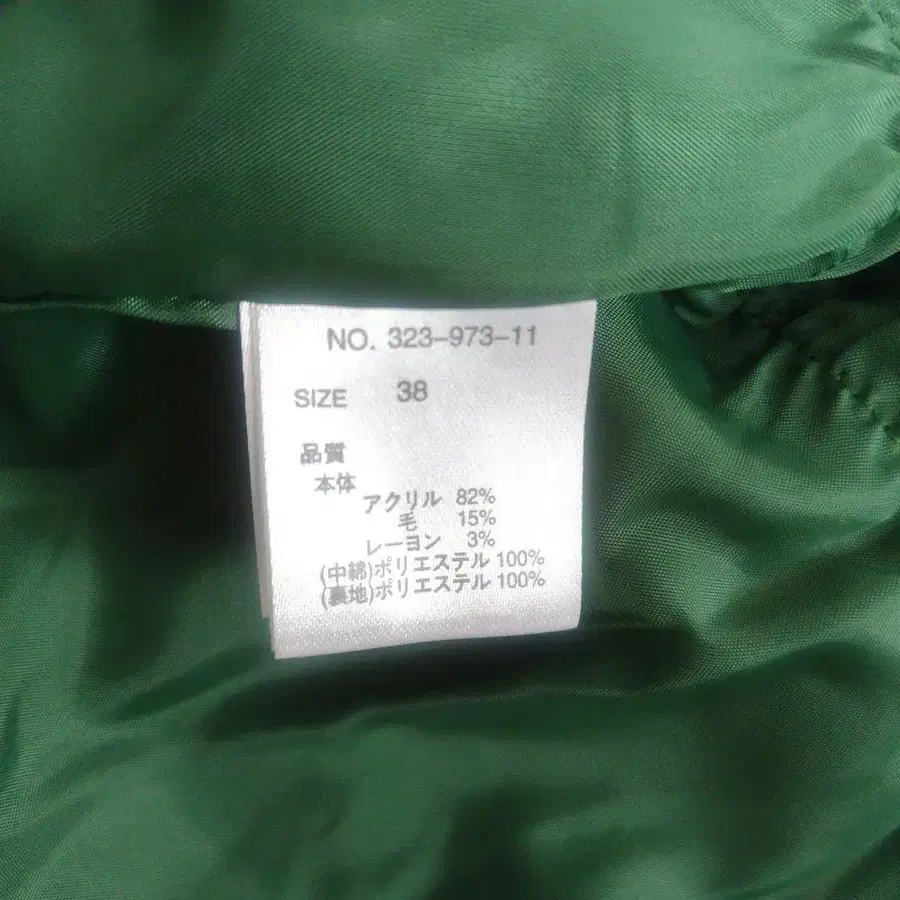 NO. 323-973-11
SIZE 38
品質
本体
アクリル 82%
毛 15%
レーヨン 3%
(中綿)ポリエステル 100%
(裏地)ポリエステル 100%